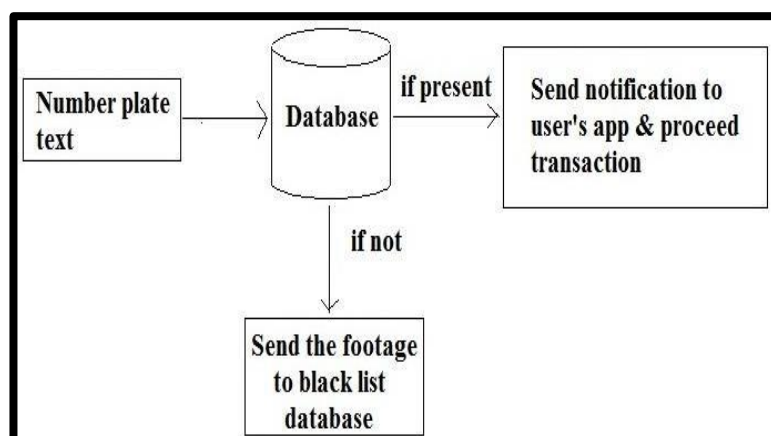 Number plate
text
Database
if present
Send notification to
user's app & proceed
transaction
if not
Send the footage
to black list
database